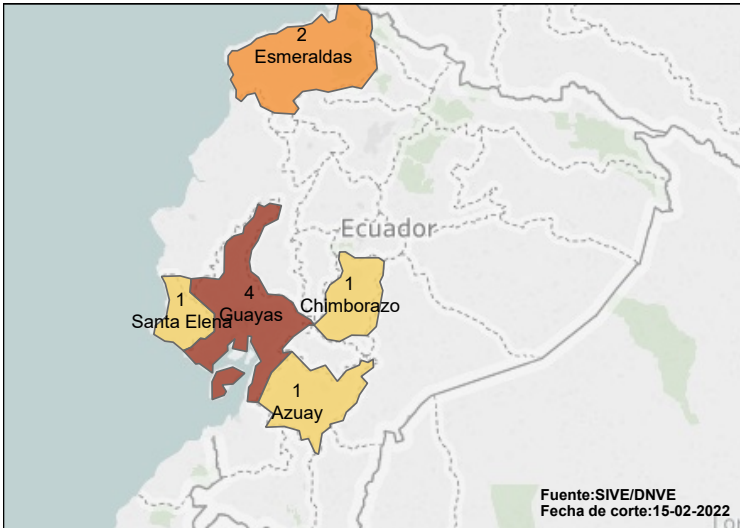 2
Esmeraldas
Ecuador
1
Chimborazo
4
Guayas
1
Santa Elena
1
Azuay
Fuente:SIVE/DNVE
Fecha de corte:15-02-2022